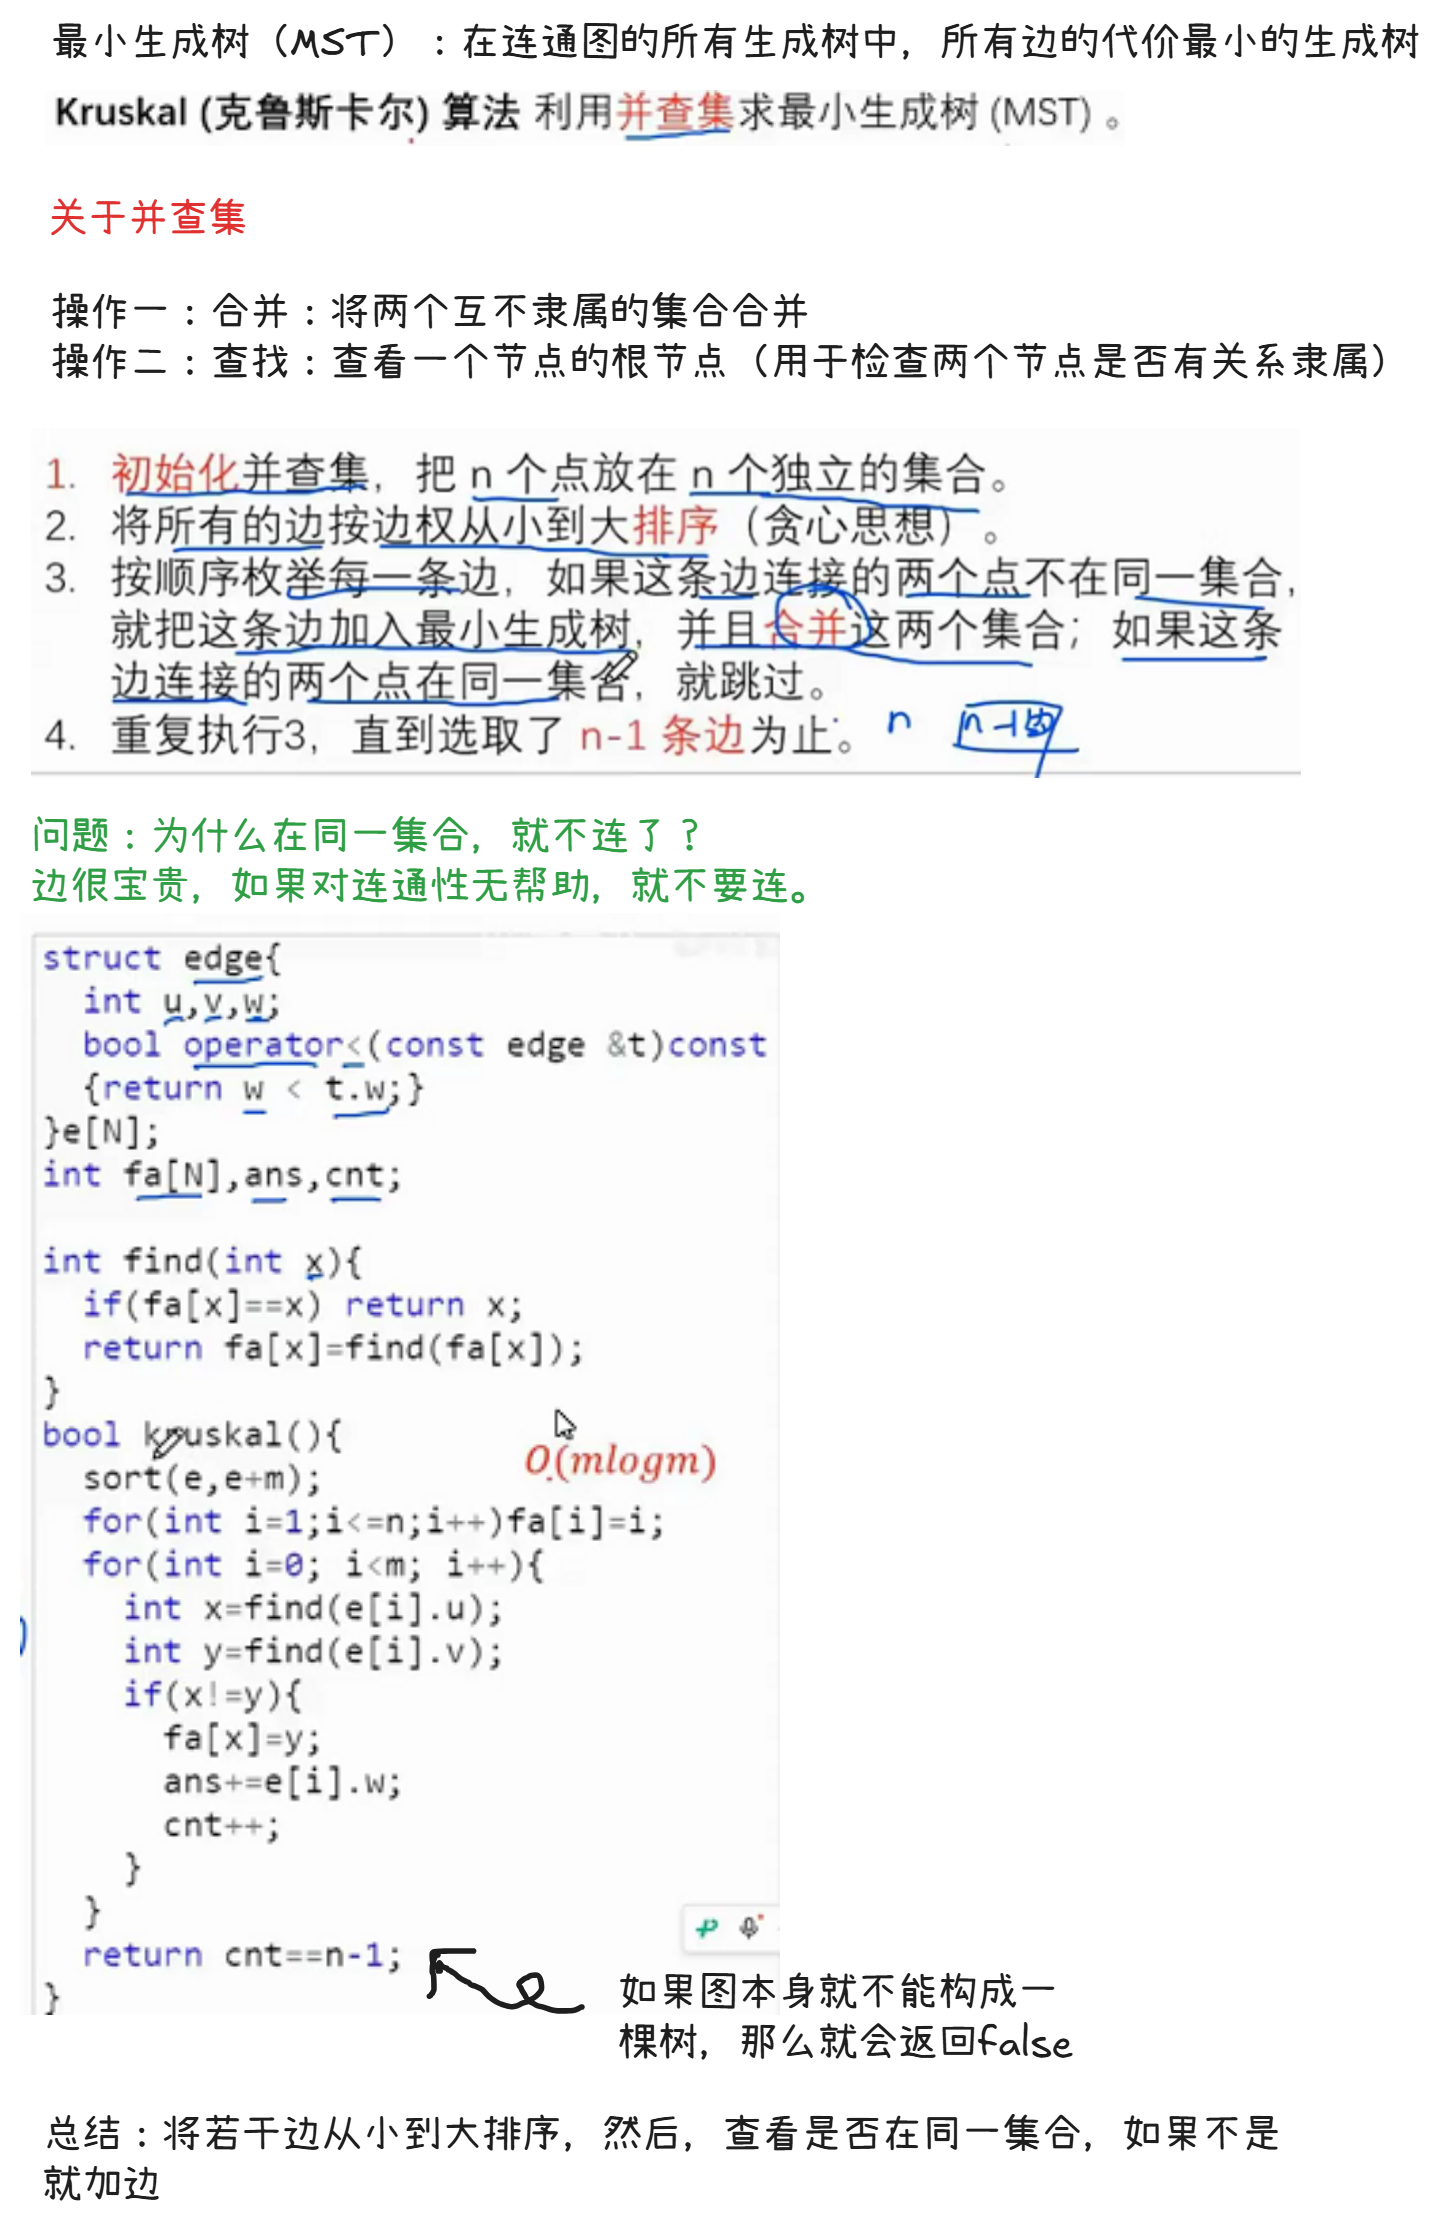 最小生成树（MST）：在连通图的所有生成树中，所有边的代价最小的生成树
Kruskal (克鲁斯卡尔) 算法 利用并查集求最小生成树 (MST) 。
关于并查集
操作一：合并：将两个互不隶属的集合合并
操作二：查找：查看一个节点的根节点（用于检查两个节点是否有关系隶属）
1. 初始化并查集，把 n 个点放在 n 个独立的集合。
2. 将所有的边按边权从小到大排序（贪心思想）。
3. 按顺序枚举每一条边，如果这条边连接的两个点不在同一集合，
就把这条边加入最小生成树，并且合并这两个集合；如果这条
边连接的两个点在同一集合，就跳过。
4. 重复执行3，直到选取了 n-1 条边为止。 n n-1
问题：为什么在同一集合，就不连了？
边很宝贵，如果对连通性无帮助，就不要连。
struct edge{
int u,v,w;
bool operator<(const edge &t)const
{return w < t.w;}
}e[N];
int fa[N],ans,cnt;
int find(int x){
if(fa[x]==x) return x;
return fa[x]=find(fa[x]);
}
bool kruskal(){
O(mlogm)
sort(e,e+m);
for(int i=1;i<=n;i++)fa[i]=i;
for(int i=0; i<m; i++){
int x=find(e[i].u);
int y=find(e[i].v);
if(x!=y){
fa[x]=y;
ans+=e[i].w;
cnt++;
}
}
return cnt==n-1;
}
如果图本身就不能构成一
棵树，那么就会返回false
总结：将若干边从小到大排序，然后，查看是否在同一集合，如果不是
就加边